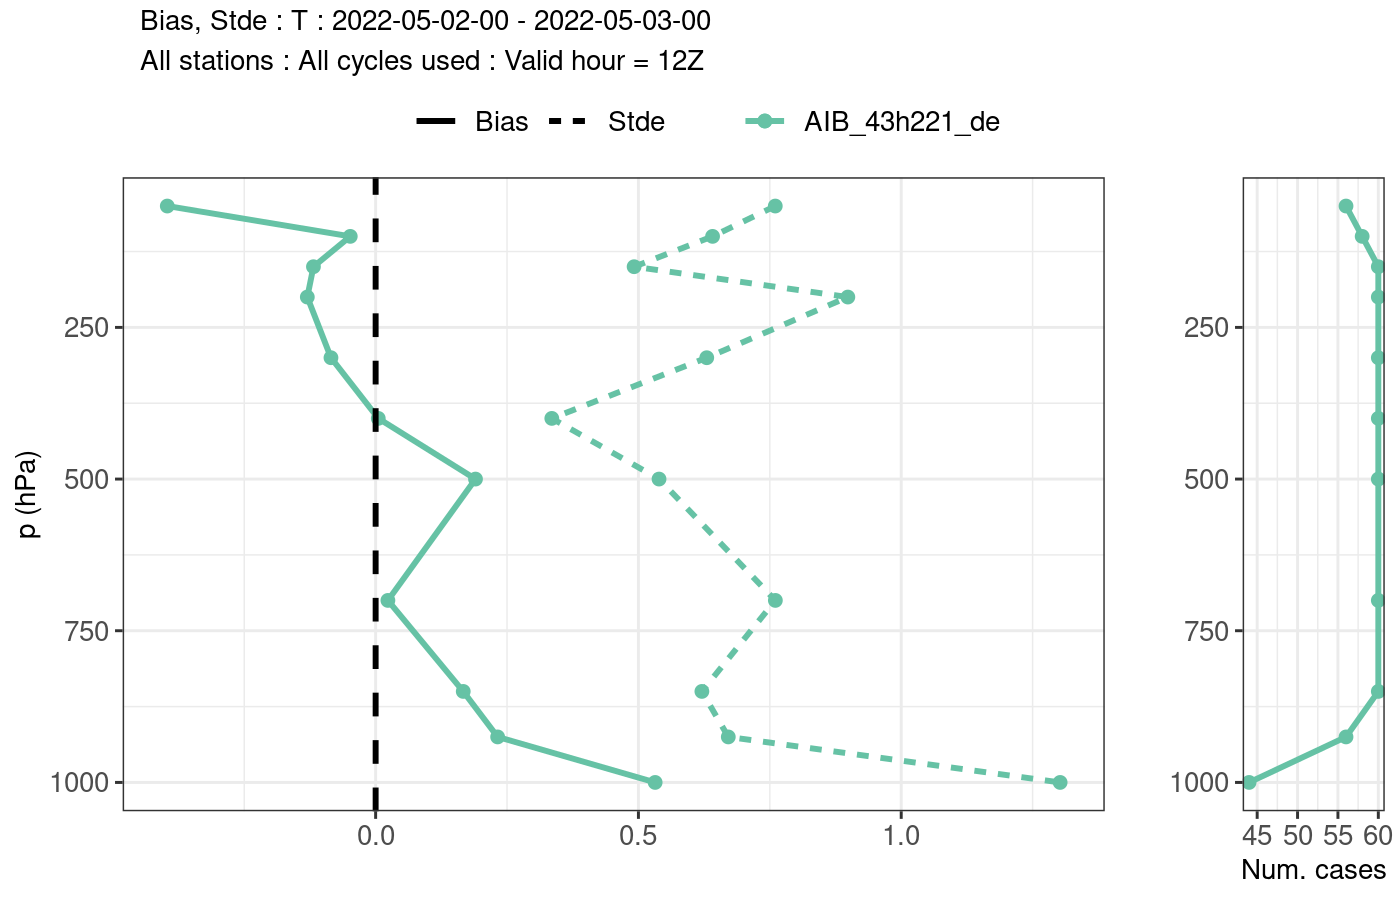 Bias, Stde : T : 2022-05-02-00 - 2022-05-03-00
All stations : All cycles used : Valid hour = 12Z
Bias Stde AIB_43h221_de
p (hPa)
250
500
750
1000
0.0 0.5 1.0
250
500
750
1000
45 50 55 60
Num. cases